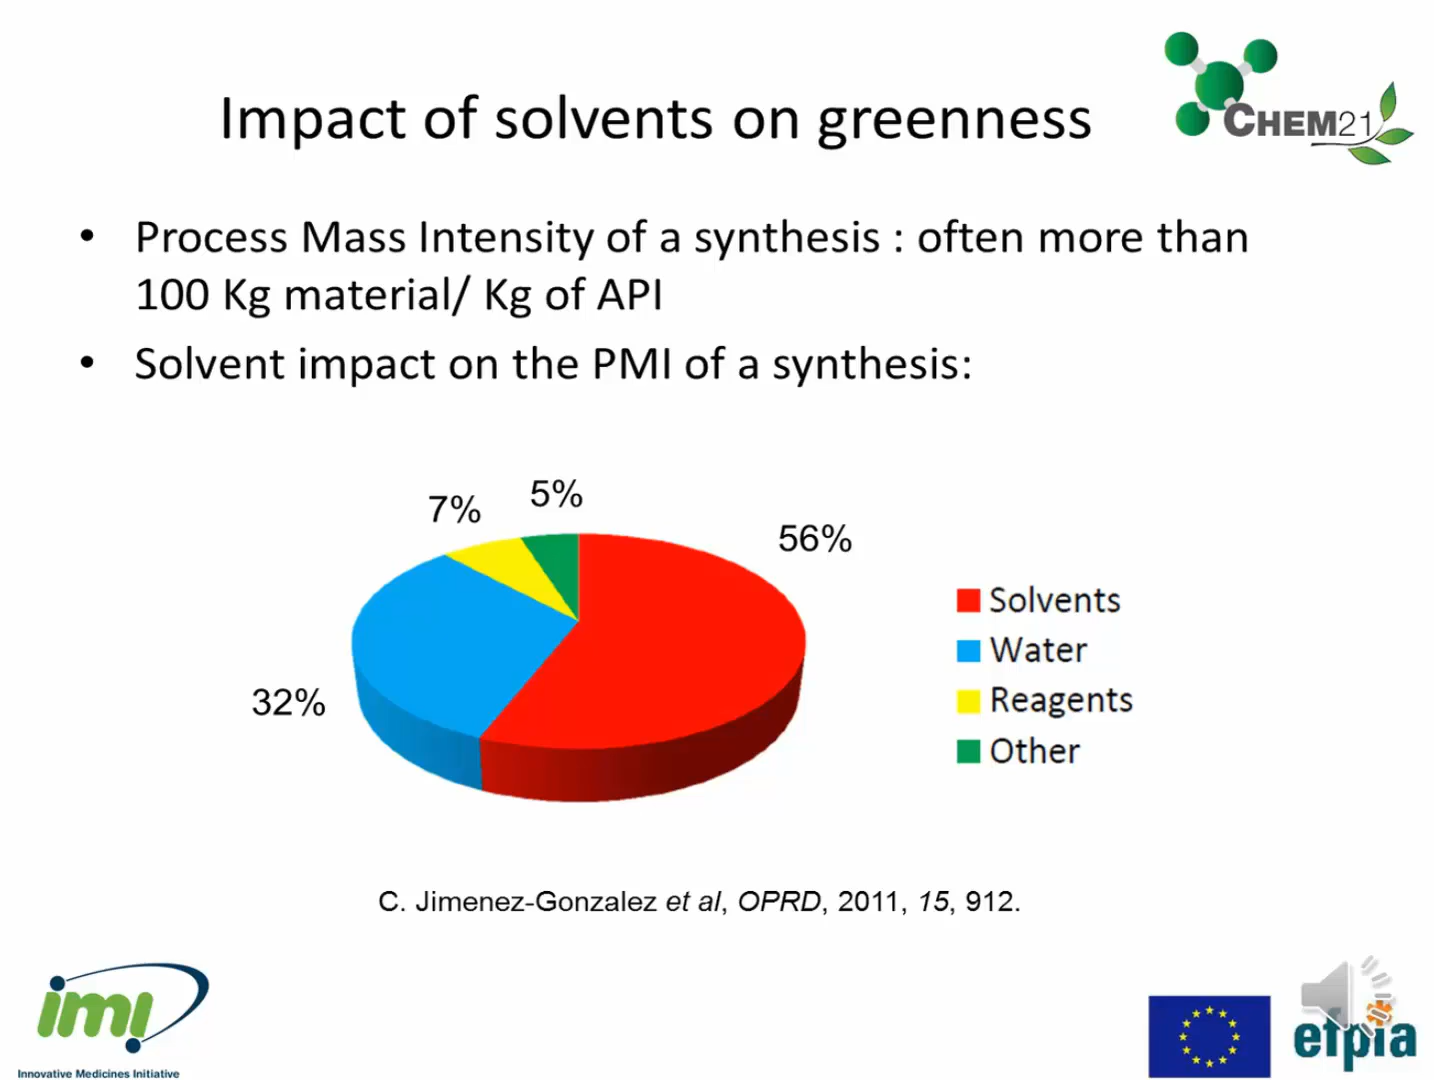 Impact of solvents on greenness
CHEM21
• Process Mass Intensity of a synthesis : often more than
100 Kg material/ Kg of API
• Solvent impact on the PMI of a synthesis:
7%
5%
56%
32%
Solvents
Water
Reagents
Other
C. Jimenez-Gonzalez et al, OPRD, 2011, 15, 912.
imi
Innovative Medicines Initiative
efpia